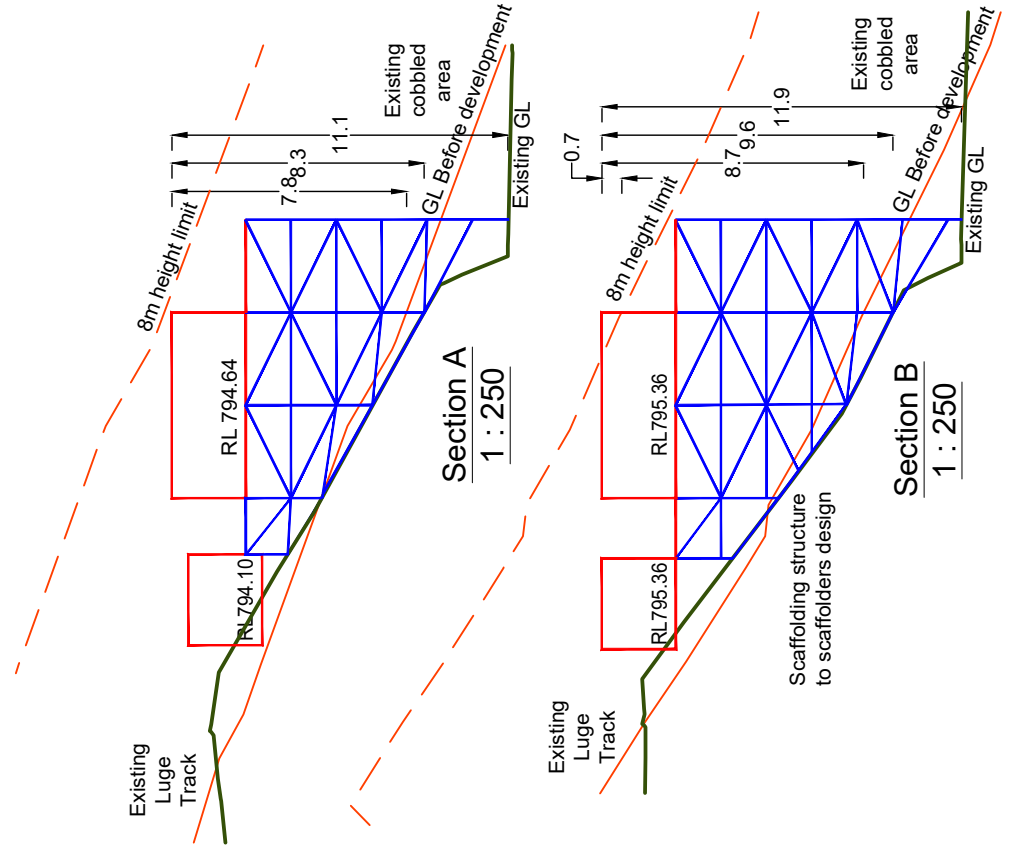 Existing
cobbled
area
11.1
8.3
7.8
8m height limit
GL Before development
Existing GL
RL 794.64
RL794.10
Section A
1 : 250
Existing
Luge
Track
Existing
cobbled
area
0.7
11.9
9.6
8.7
8m height limit
GL Before development
Existing GL
RL795.36
RL795.36
Section B
1 : 250
Scaffolding structure
to scaffolders design
Existing
Luge
Track